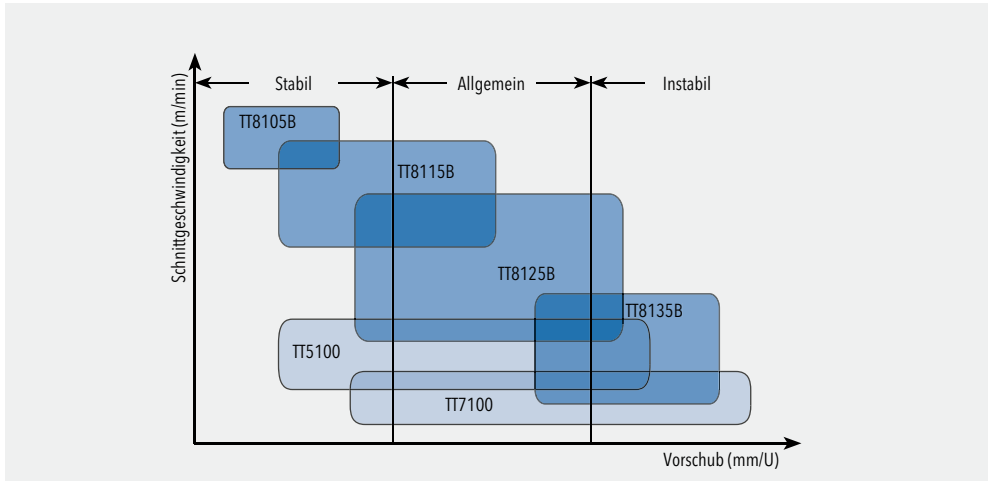 Stabil
Allgemein
Instabil
Schnittgeschwindigkeit (m/min)
TT8105B
TT8115B
TT8125B
TT8135B
TT5100
TT7100
Vorschub (mm/U)